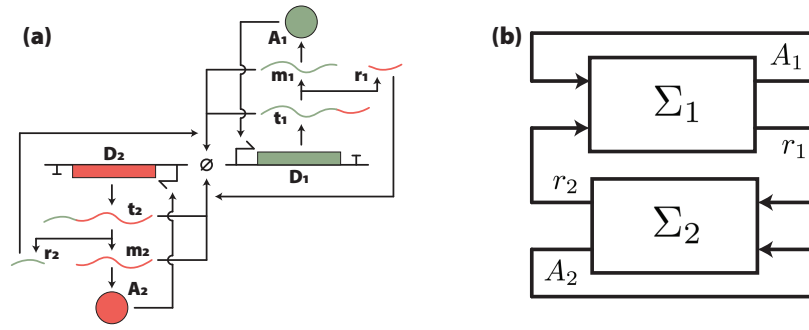 (a)
A₁
m₁
r₁
t₁
D₂
ø
D₁
t₂
r₂
m₂
A₂
(b)
A₁
Σ₁
r₁
r₂
Σ₂
A₂